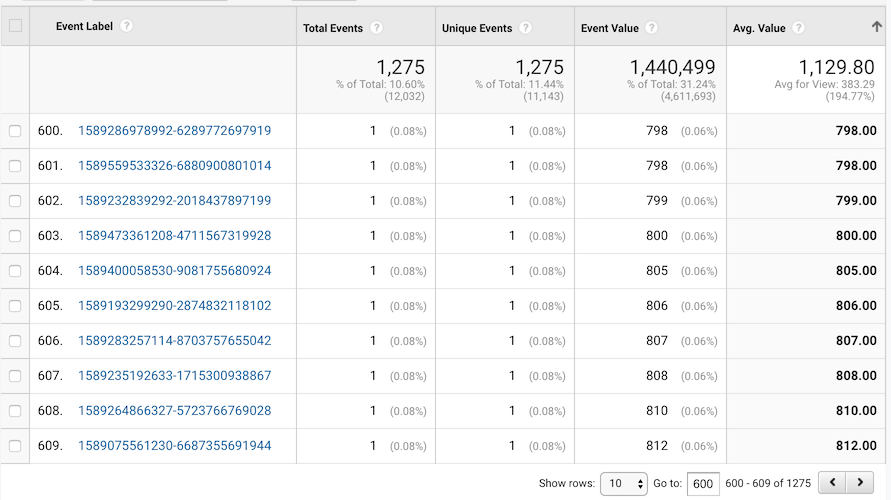 Event Label ? Total Events ? Unique Events ? Event Value ? Avg. Value ?
1,275 1,275 1,440,499 1,129.80
% of Total: 10.60% % of Total: 11.44% % of Total: 31.24% Avg for View: 383.29
(12,032) (11,143) (4,611,693) (194.77%)
600. 1589286978992-6289772697919 1 (0.08%) 1 (0.08%) 798 (0.06%) 798.00
601. 1589559533326-6880900801014 1 (0.08%) 1 (0.08%) 798 (0.06%) 798.00
602. 1589232839292-2018437897199 1 (0.08%) 1 (0.08%) 799 (0.06%) 799.00
603. 1589473361208-4711567319928 1 (0.08%) 1 (0.08%) 800 (0.06%) 800.00
604. 1589400058530-9081755680924 1 (0.08%) 1 (0.08%) 805 (0.06%) 805.00
605. 1589193299290-2874832118102 1 (0.08%) 1 (0.08%) 806 (0.06%) 806.00
606. 1589283257114-8703757655042 1 (0.08%) 1 (0.08%) 807 (0.06%) 807.00
607. 1589235192633-1715300938867 1 (0.08%) 1 (0.08%) 808 (0.06%) 808.00
608. 1589264866327-5723766769028 1 (0.08%) 1 (0.08%) 810 (0.06%) 810.00
609. 1589075561230-6687355691944 1 (0.08%) 1 (0.08%) 812 (0.06%) 812.00
Show rows: 10 Go to: 600 600 - 609 of 1275